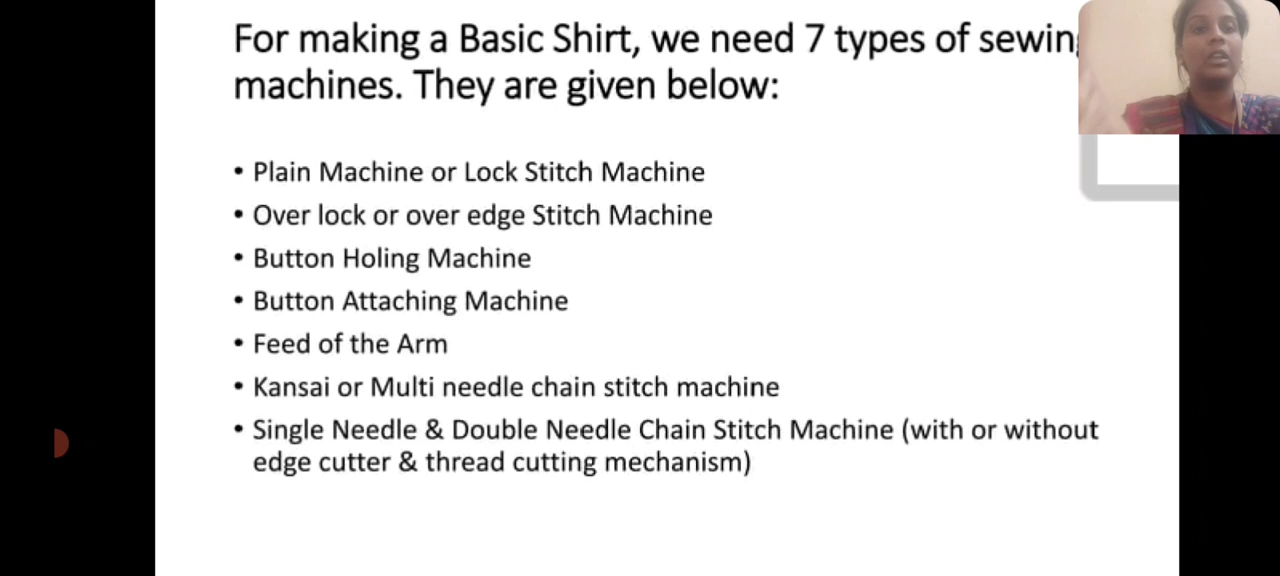 For making a Basic Shirt, we need 7 types of sewin
machines. They are given below:
• Plain Machine or Lock Stitch Machine
• Over lock or over edge Stitch Machine
• Button Holing Machine
• Button Attaching Machine
• Feed of the Arm
• Kansai or Multi needle chain stitch machine
• Single Needle & Double Needle Chain Stitch Machine (with or without
edge cutter & thread cutting mechanism)